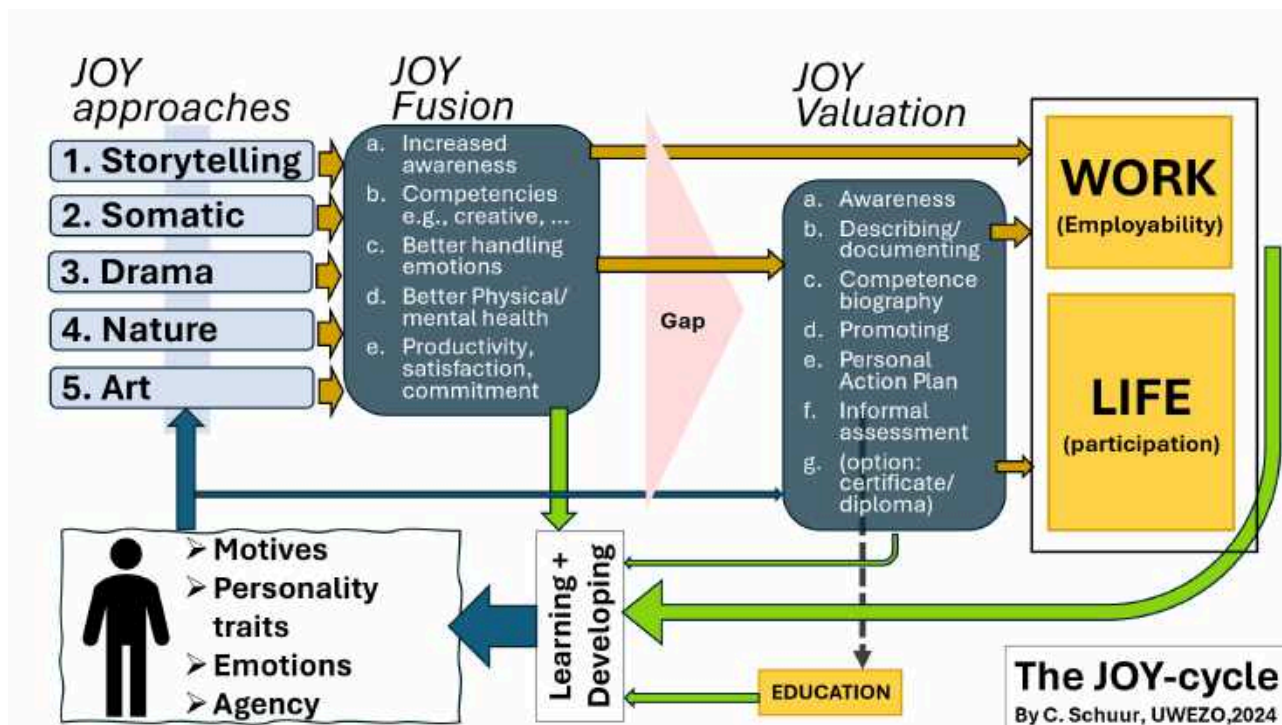 JOY
approaches
1. Storytelling
2. Somatic
3. Drama
4. Nature
5. Art
JOY
Fusion
a. Increased
awareness
b. Competencies
e.g., creative, ...
c. Better handling
emotions
d. Better Physical/
mental health
e. Productivity,
satisfaction,
commitment
Gap
JOY
Valuation
a. Awareness
b. Describing/
documenting
c. Competence
biography
d. Promoting
e. Personal
Action Plan
f. Informal
assessment
g. (option:
certificate/
diploma)
WORK
(Employability)
LIFE
(participation)
➢ Motives
➢ Personality
traits
➢ Emotions
➢ Agency
Learning +
Developing
EDUCATION
The JOY-cycle
By C. Schuur, UWEZO,2024